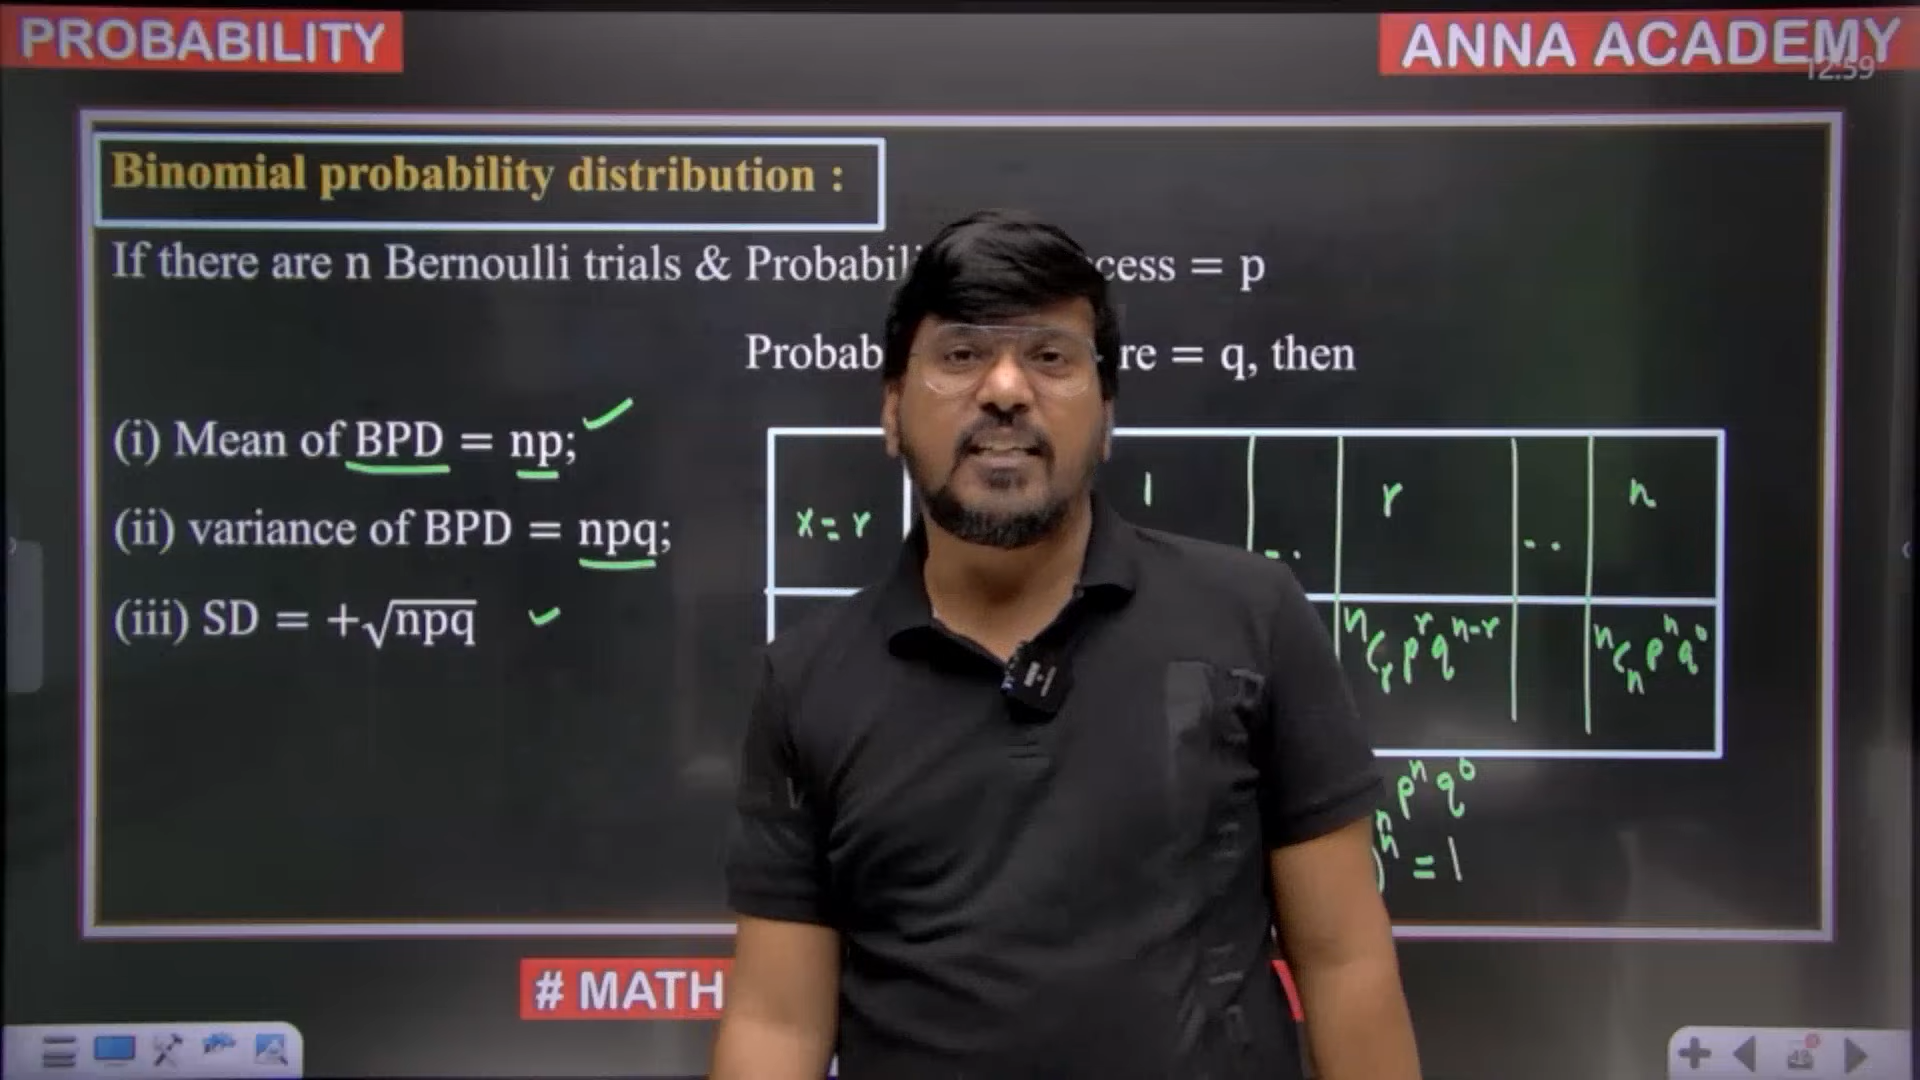 PROBABILITY
ANNA ACADEMY
12:59
Binomial probability distribution :
If there are n Bernoulli trials & Probabili cess = p
Probab re = q, then
(i) Mean of BPD = np; ✓
(ii) variance of BPD = npq;
(iii) SD = +√npq ✓
x = r 1 .. r .. n
ⁿCᵣ pʳ qⁿ⁻ʳ ⁿCₙ pⁿ q⁰
pⁿ q⁰
)ⁿ = 1
# MATH